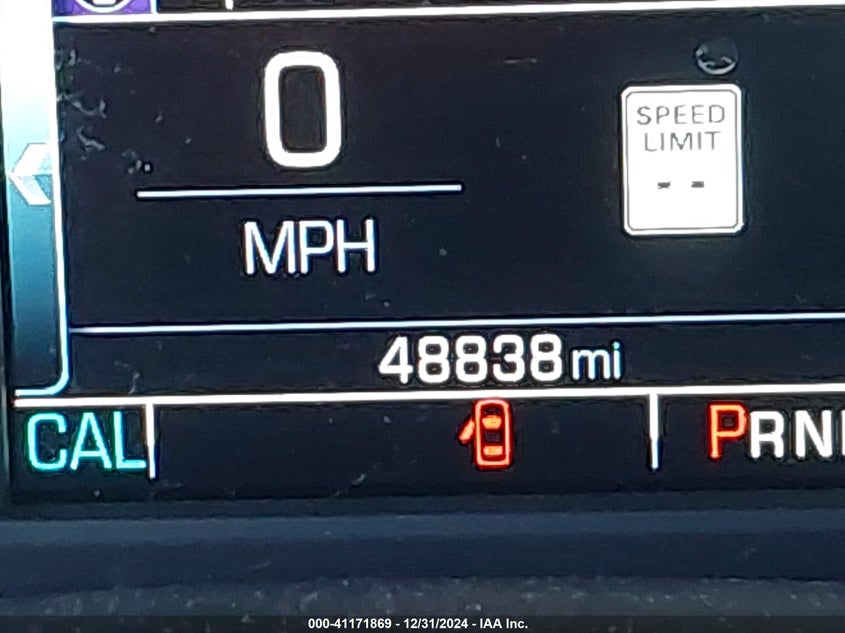 0
SPEED
LIMIT
--
MPH
48838mi
CAL
PRN
000-41171869 - 12/31/2024 - IAA Inc.